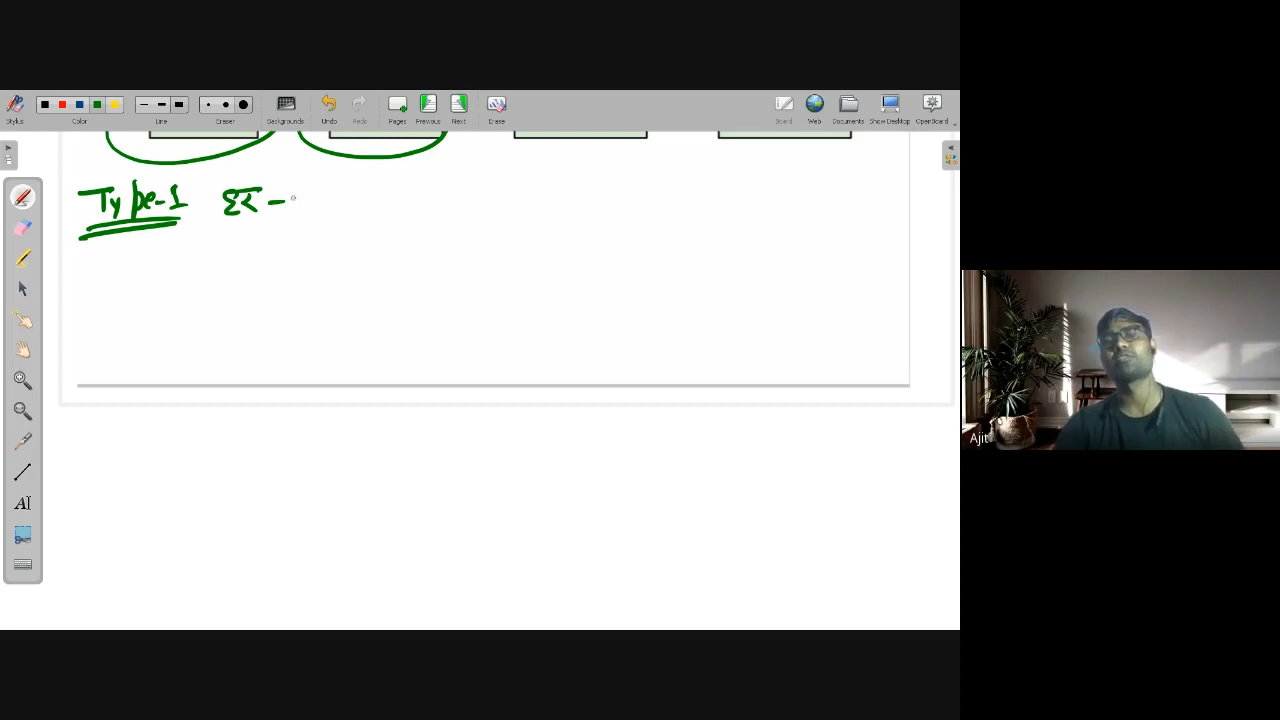 Stylus Color Line Eraser Backgrounds Undo Redo Pages Previous Next Erase Board Web Documents Show Desktop OpenBoard
Type-1 हर -
Ajit